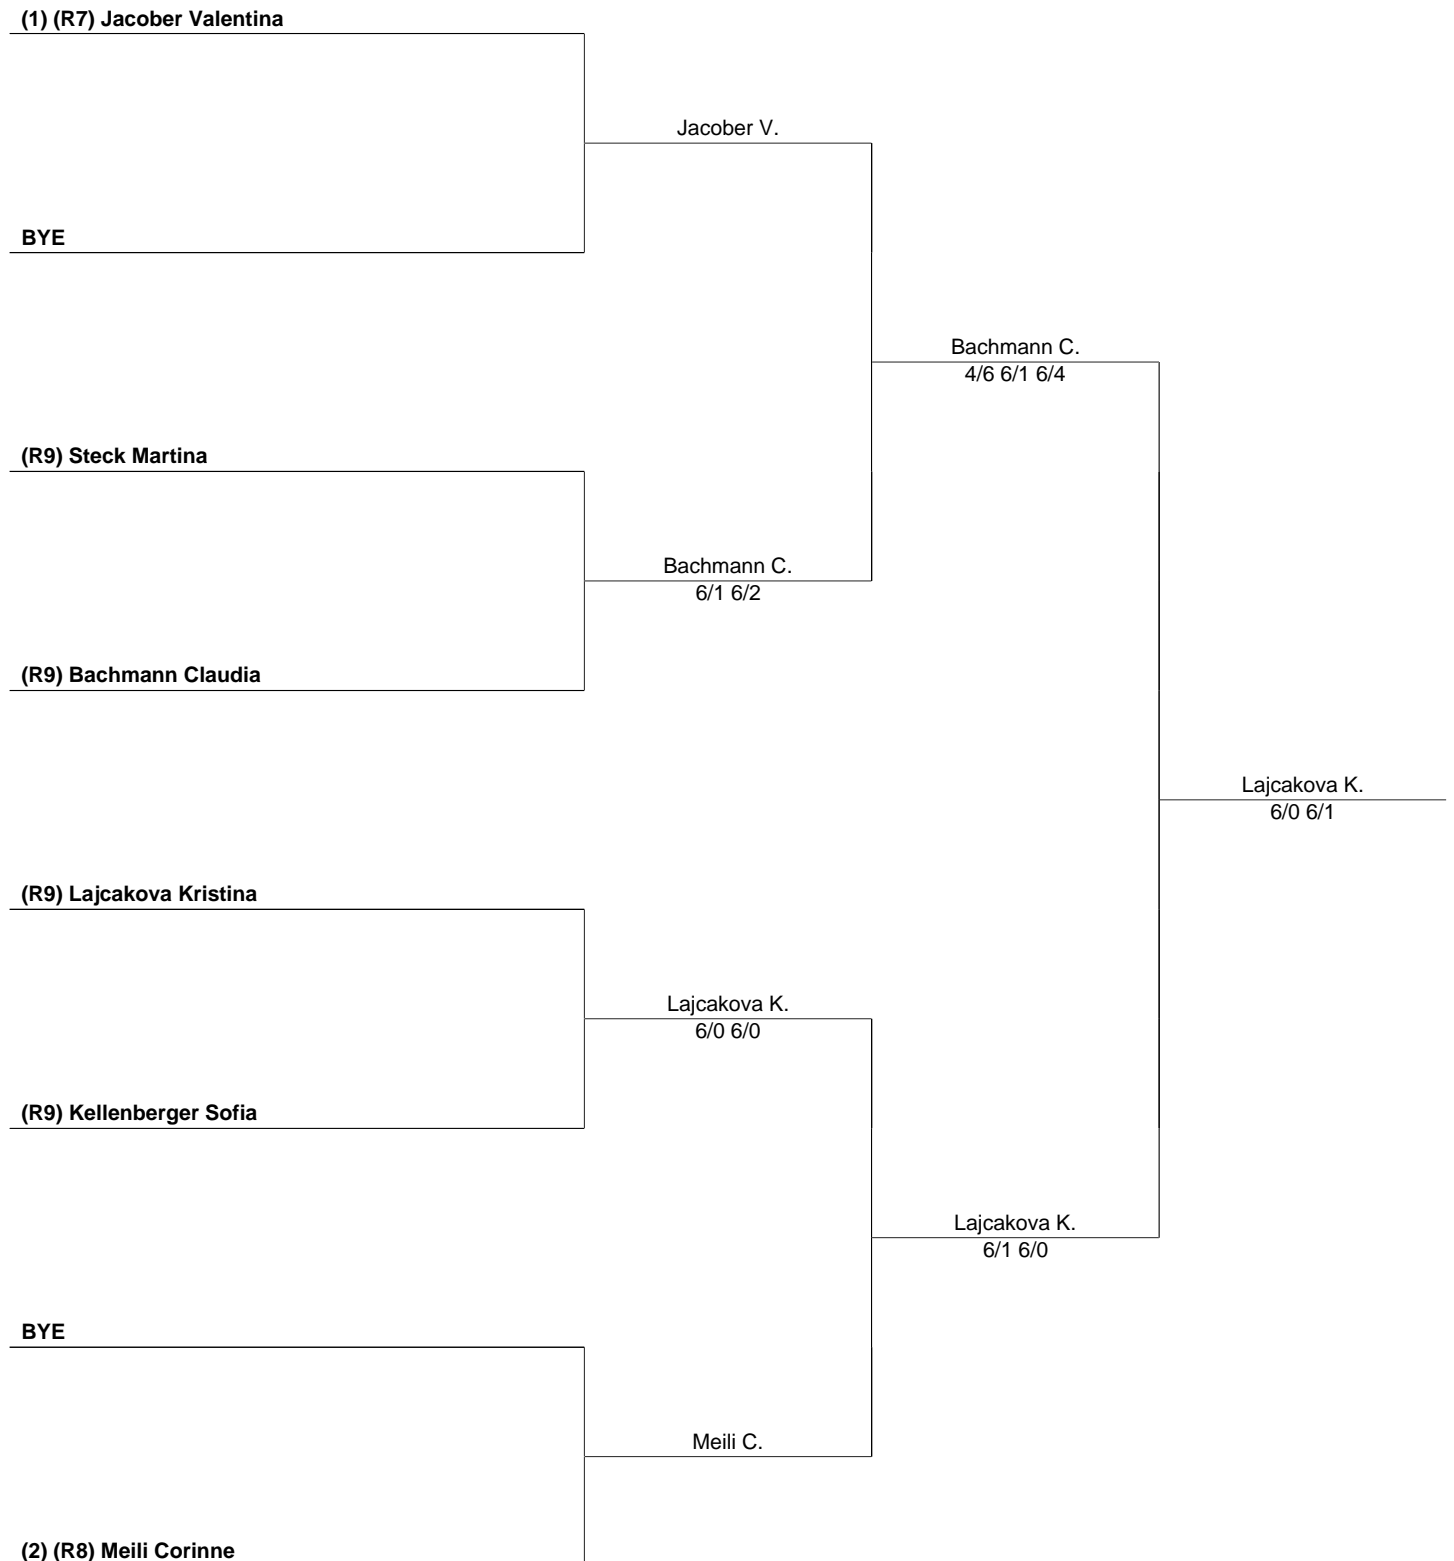 (1) (R7) Jacober Valentina
Jacober V.
BYE
Bachmann C.
4/6 6/1 6/4
(R9) Steck Martina
Bachmann C.
6/1 6/2
(R9) Bachmann Claudia
Lajcakova K.
6/0 6/1
(R9) Lajcakova Kristina
Lajcakova K.
6/0 6/0
(R9) Kellenberger Sofia
Lajcakova K.
6/1 6/0
BYE
Meili C.
(2) (R8) Meili Corinne